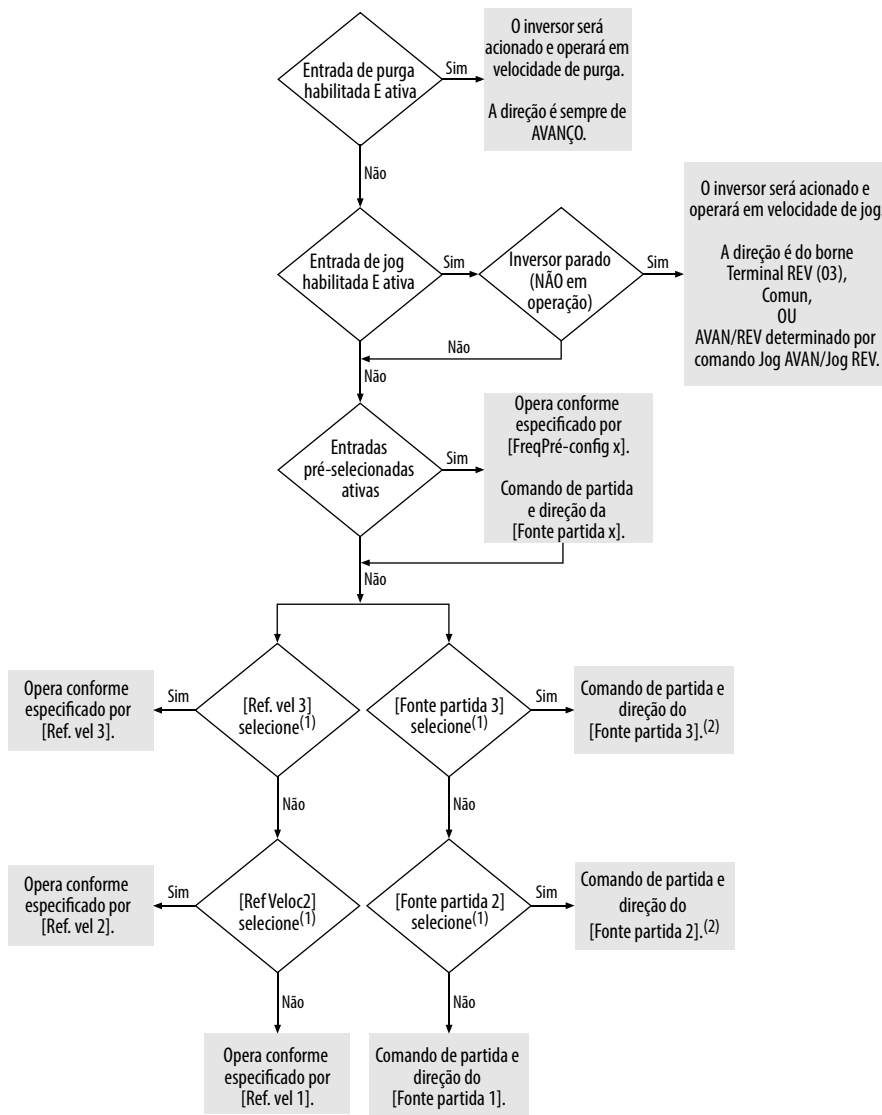 Entrada de purga
habilitada E ativa
Sim
O inversor será
acionado e operará em
velocidade de purga.
A direção é sempre de
AVANÇO.
Não
Entrada de jog
habilitada E ativa
Sim
Inversor parado
(NÃO em
operação)
Sim
O inversor será acionado e
operará em velocidade de jog.
A direção é do borne
Terminal REV (03),
Comun,
OU
AVAN/REV determinado por
comando Jog AVAN/Jog REV.
Não
Não
Entradas
pré-selecionadas
ativas
Sim
Opera conforme
especificado por
[FreqPré-config x].
Comando de partida
e direção da
[Fonte partida x].
Não
Opera conforme
especificado por
[Ref. vel 3].
Sim
[Ref. vel 3]
selecione(1)
[Fonte partida 3]
selecione(1)
Sim
Comando de partida e
direção do
[Fonte partida 3].(2)
Não
Não
Opera conforme
especificado por
[Ref. vel 2].
Sim
[Ref Veloc2]
selecione(1)
[Fonte partida 2]
selecione(1)
Sim
Comando de partida e
direção do
[Fonte partida 2].(2)
Não
Não
Opera conforme
especificado por
[Ref. vel 1].
Comando de partida e
direção do
[Fonte partida 1].